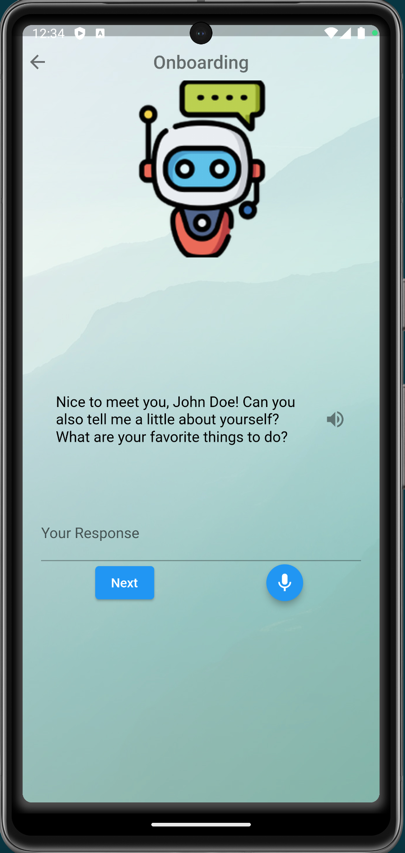 12:34
A
Onboarding
Nice to meet you, John Doe! Can you
also tell me a little about yourself?
What are your favorite things to do?
Your Response
Next